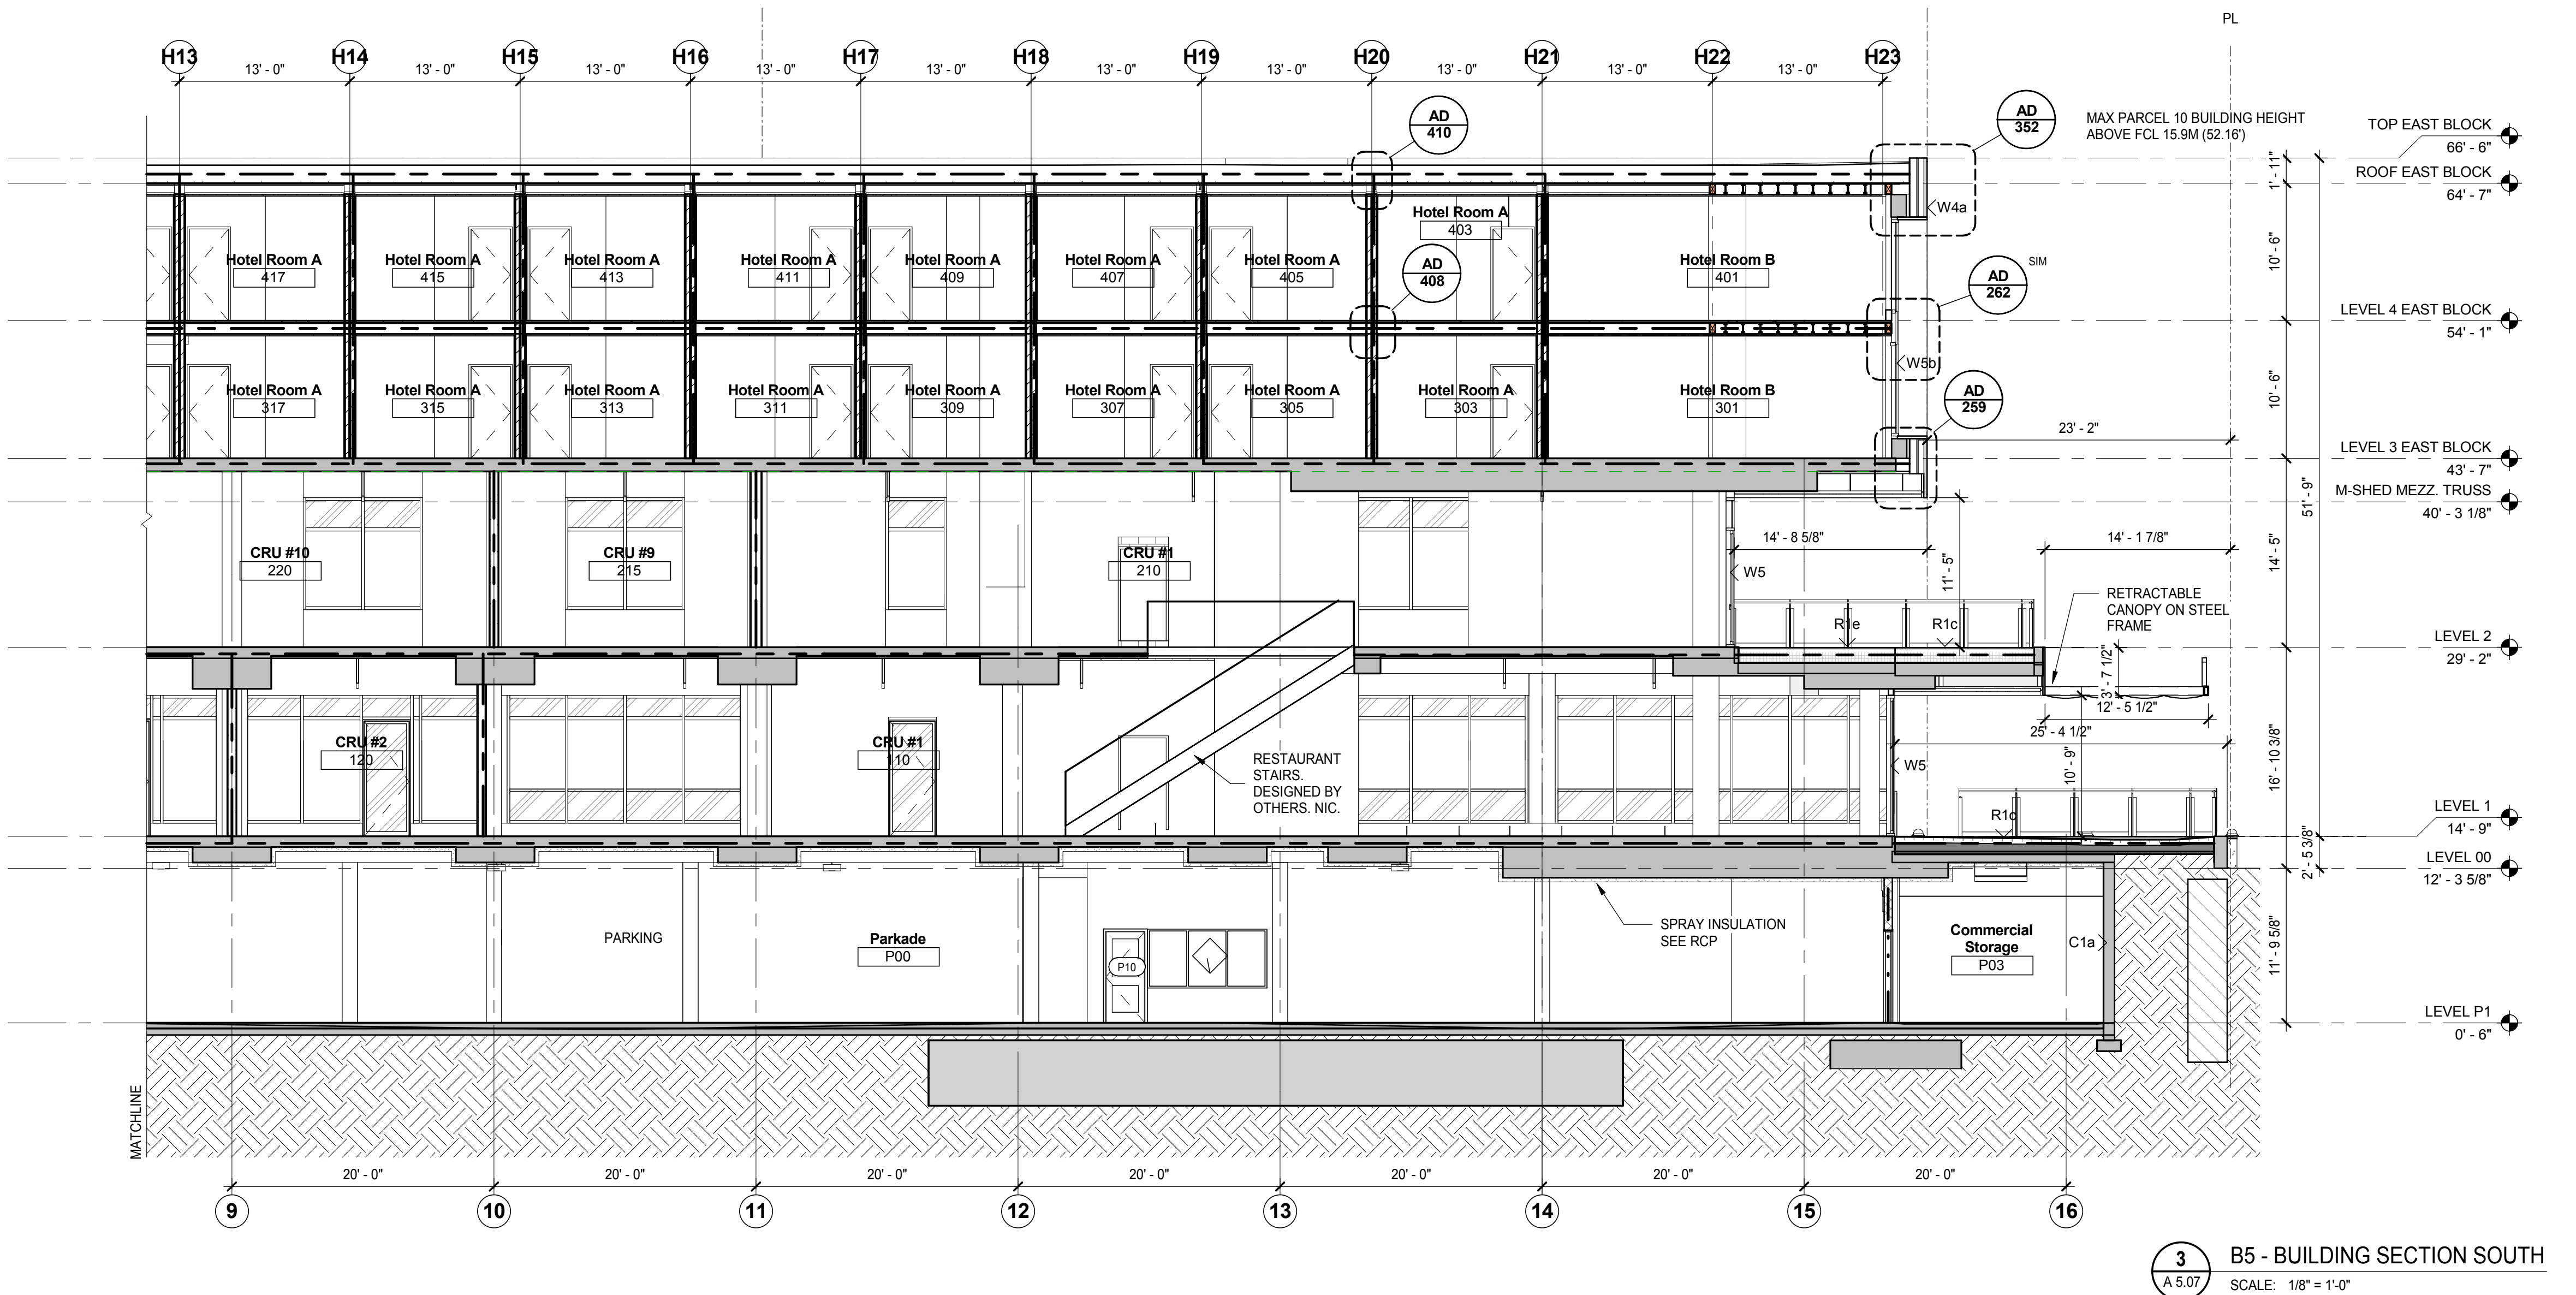 PL
H13
H14
H15
H16
H17
H18
H19
H20
H21
H22
H23
13' - 0"
13' - 0"
13' - 0"
13' - 0"
13' - 0"
13' - 0"
13' - 0"
13' - 0"
13' - 0"
13' - 0"
AD
410
AD
352
MAX PARCEL 10 BUILDING HEIGHT
ABOVE FCL 15.9M (52.16')
TOP EAST BLOCK
66' - 6"
1' - 11"
ROOF EAST BLOCK
64' - 7"
W4a
Hotel Room A
403
AD
408
Hotel Room A
417
Hotel Room A
415
Hotel Room A
413
Hotel Room A
411
Hotel Room A
409
Hotel Room A
407
Hotel Room A
405
Hotel Room B
401
AD
262
SIM
10' - 6"
LEVEL 4 EAST BLOCK
54' - 1"
W5b
Hotel Room A
317
Hotel Room A
315
Hotel Room A
313
Hotel Room A
311
Hotel Room A
309
Hotel Room A
307
Hotel Room A
305
Hotel Room A
303
Hotel Room B
301
AD
259
10' - 6"
23' - 2"
LEVEL 3 EAST BLOCK
43' - 7"
M-SHED MEZZ. TRUSS
40' - 3 1/8"
51' - 9"
CRU #10
220
CRU #9
215
CRU #1
210
14' - 8 5/8"
14' - 1 7/8"
14' - 5"
W5
11' - 5"
RETRACTABLE
CANOPY ON STEEL
FRAME
R1e
R1c
LEVEL 2
29' - 2"
3' - 7 1/2"
12' - 5 1/2"
25' - 4 1/2"
CRU #2
120
CRU #1
110
RESTAURANT
STAIRS.
DESIGNED BY
OTHERS. NIC.
W5
10' - 9"
16' - 10 3/8"
R1c
LEVEL 1
14' - 9"
2' - 5 3/8"
LEVEL 00
12' - 3 5/8"
PARKING
Parkade
P00
P10
SPRAY INSULATION
SEE RCP
Commercial
Storage
P03
C1a
11' - 9 5/8"
LEVEL P1
0' - 6"
MATCHLINE
20' - 0"
20' - 0"
20' - 0"
20' - 0"
20' - 0"
20' - 0"
20' - 0"
9
10
11
12
13
14
15
16
3
A 5.07
B5 - BUILDING SECTION SOUTH
SCALE: 1/8" = 1'-0"